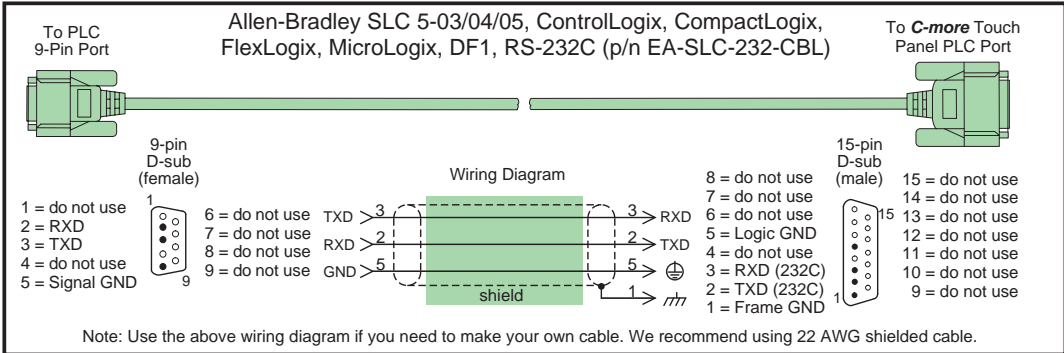 To PLC
9-Pin Port
Allen-Bradley SLC 5-03/04/05, ControlLogix, CompactLogix,
FlexLogix, MicroLogix, DF1, RS-232C (p/n EA-SLC-232-CBL)
To C-more Touch
Panel PLC Port
9-pin
D-sub
(female)
1
9
1 = do not use
2 = RXD
3 = TXD
4 = do not use
5 = Signal GND
6 = do not use
7 = do not use
8 = do not use
9 = do not use
Wiring Diagram
TXD 3 3 RXD
RXD 2 2 TXD
GND 5 5
shield 1
8 = do not use
7 = do not use
6 = do not use
5 = Logic GND
4 = do not use
3 = RXD (232C)
2 = TXD (232C)
1 = Frame GND
15-pin
D-sub
(male)
15
1
15 = do not use
14 = do not use
13 = do not use
12 = do not use
11 = do not use
10 = do not use
9 = do not use
Note: Use the above wiring diagram if you need to make your own cable. We recommend using 22 AWG shielded cable.